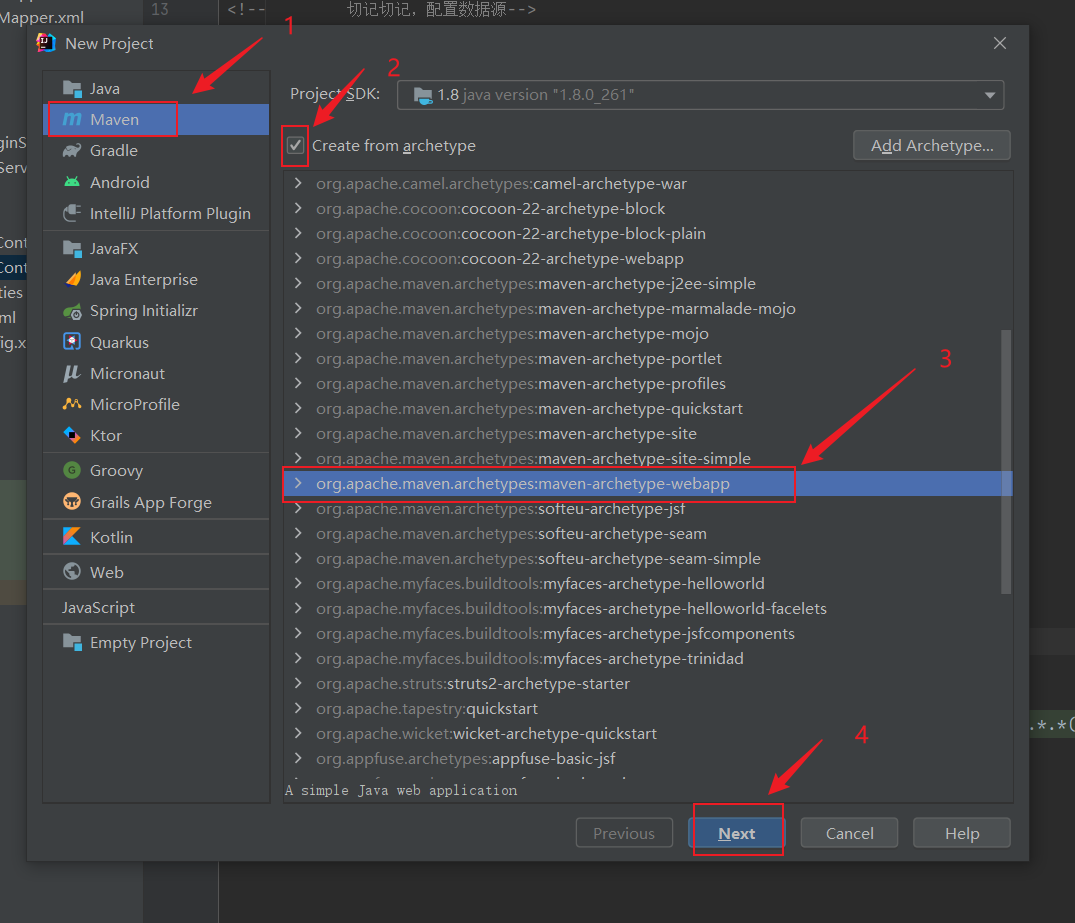 Mapper.xml
13 <!-- 切记切记，配置数据源-->
New Project
1
2
Java
Maven
Gradle
Android
IntelliJ Platform Plugin
JavaFX
Java Enterprise
Spring Initializr
Quarkus
Micronaut
MicroProfile
Ktor
Groovy
Grails App Forge
Kotlin
Web
JavaScript
Empty Project
Project SDK: 1.8 java version "1.8.0_261"
Create from archetype
Add Archetype...
org.apache.camel.archetypes:camel-archetype-war
org.apache.cocoon:cocoon-22-archetype-block
org.apache.cocoon:cocoon-22-archetype-block-plain
org.apache.cocoon:cocoon-22-archetype-webapp
org.apache.maven.archetypes:maven-archetype-j2ee-simple
org.apache.maven.archetypes:maven-archetype-marmalade-mojo
org.apache.maven.archetypes:maven-archetype-mojo
org.apache.maven.archetypes:maven-archetype-portlet
org.apache.maven.archetypes:maven-archetype-profiles
org.apache.maven.archetypes:maven-archetype-quickstart
org.apache.maven.archetypes:maven-archetype-site
org.apache.maven.archetypes:maven-archetype-site-simple
3
org.apache.maven.archetypes:maven-archetype-webapp
org.apache.maven.archetypes:softeu-archetype-jsf
org.apache.maven.archetypes:softeu-archetype-seam
org.apache.maven.archetypes:softeu-archetype-seam-simple
org.apache.myfaces.buildtools:myfaces-archetype-helloworld
org.apache.myfaces.buildtools:myfaces-archetype-helloworld-facelets
org.apache.myfaces.buildtools:myfaces-archetype-jsfcomponents
org.apache.myfaces.buildtools:myfaces-archetype-trinidad
org.apache.struts:struts2-archetype-starter
org.apache.tapestry:quickstart
org.apache.wicket:wicket-archetype-quickstart
org.appfuse.archetypes:appfuse-basic-jsf
4
A simple Java web application
Previous
Next
Cancel
Help